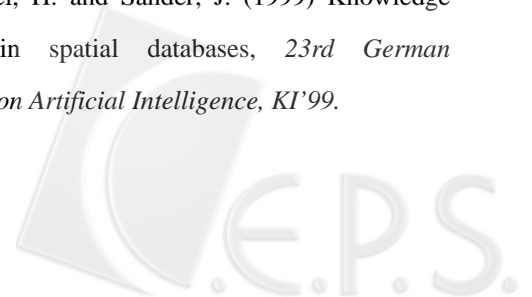 el, H. and Sander, J. (1999) Knowledge
in spatial databases, 23rd German
on Artificial Intelligence, KI'99.
C.E.P.S.